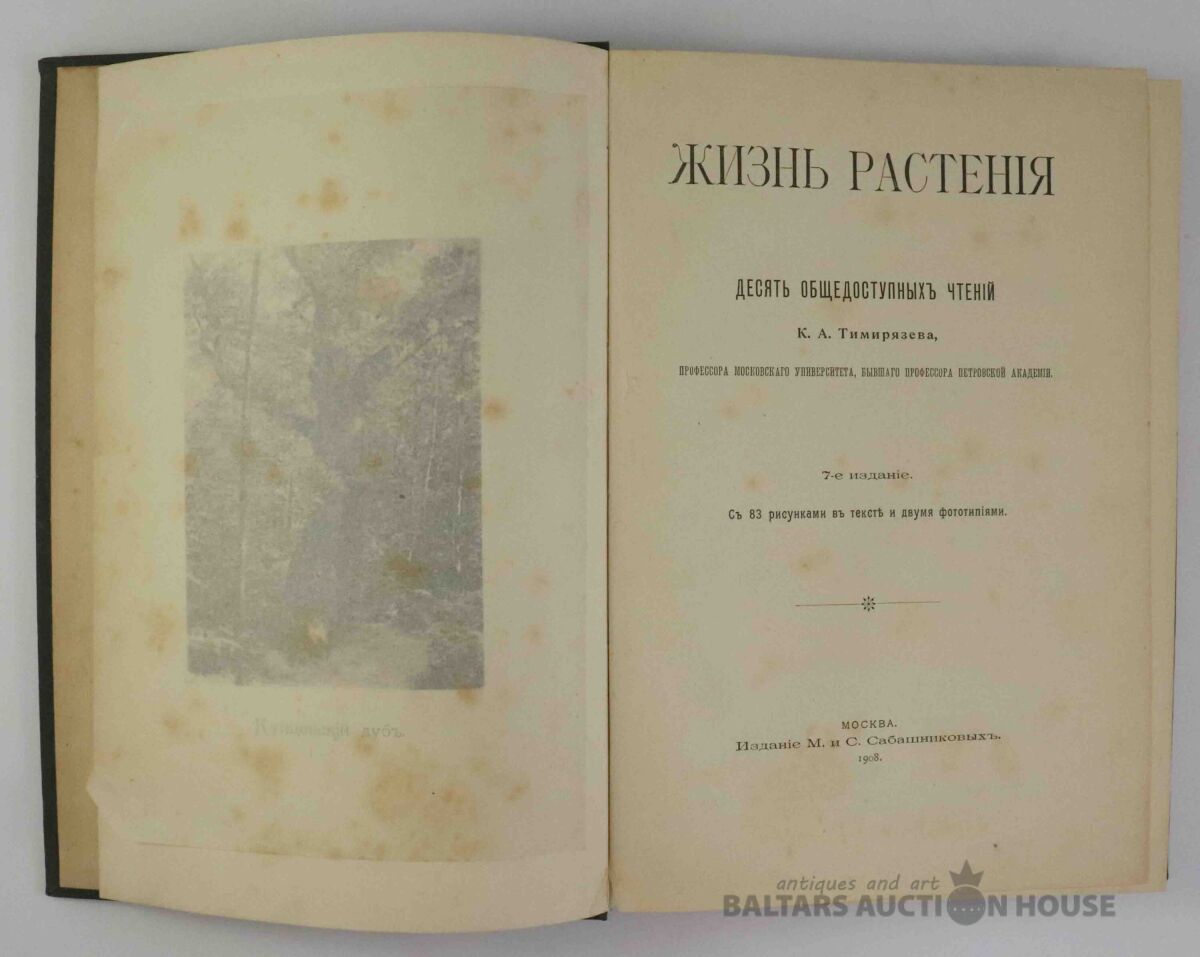 дубъ.
ЖИЗНЬ РАСТЕНІЯ
ДЕСЯТЬ ОБЩЕДОСТУПНЫХЪ ЧТЕНІЙ
К. А. Тимирязева,
ПРОФЕССОРА МОСКОВСКАГО УНИВЕРСИТЕТА, БЫВШАГО ПРОФЕССОРА ПЕТРОВСКОЙ АКАДЕМІИ.
7-е изданіе.
Съ 83 рисунками въ текстѣ и двумя фототипіями.
МОСКВА.
Изданіе М. и С. Сабашниковыхъ.
1908.
antiques and art
BALTARS AUCTION HOUSE